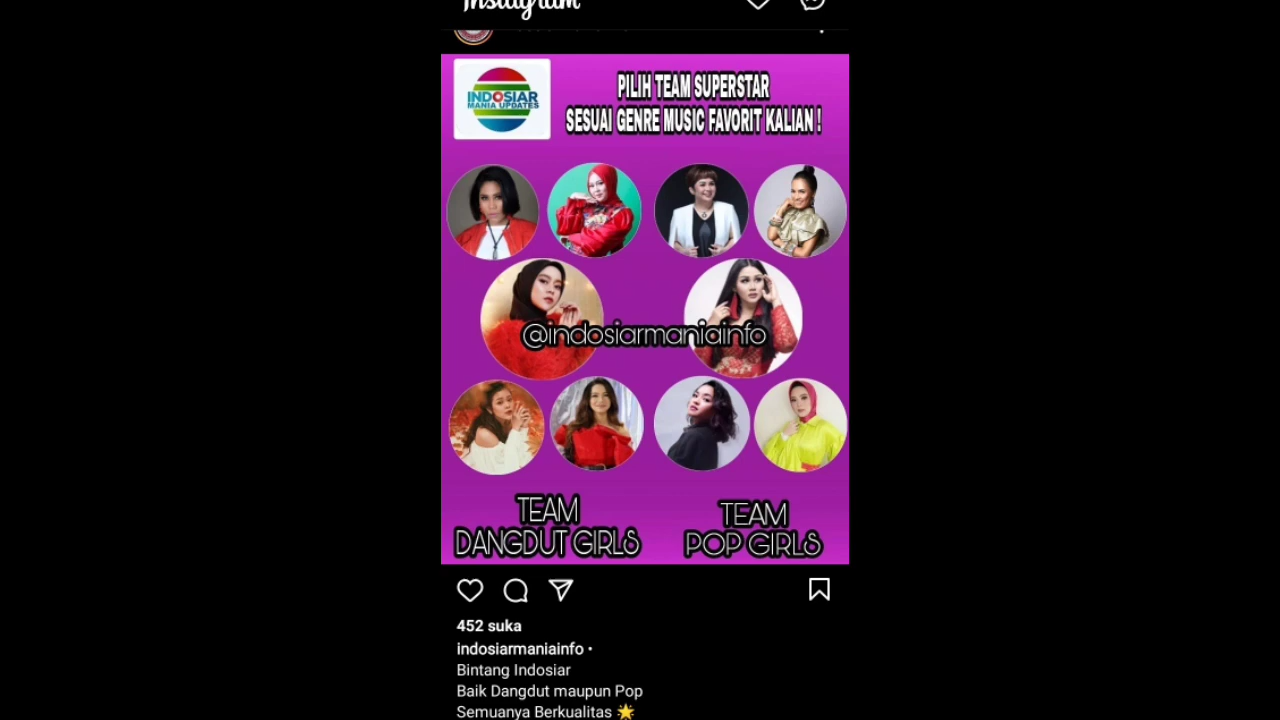 Instagram
INDOSIAR
MANIA UPDATES
PILIH TEAM SUPERSTAR
SESUAI GENRE MUSIC FAVORIT KALIAN !
@indosiarmaniainfo
TEAM
DANGDUT GIRLS
TEAM
POP GIRLS
452 suka
indosiarmaniainfo •
Bintang Indosiar
Baik Dangdut maupun Pop
Semuanya Berkualitas 🌟